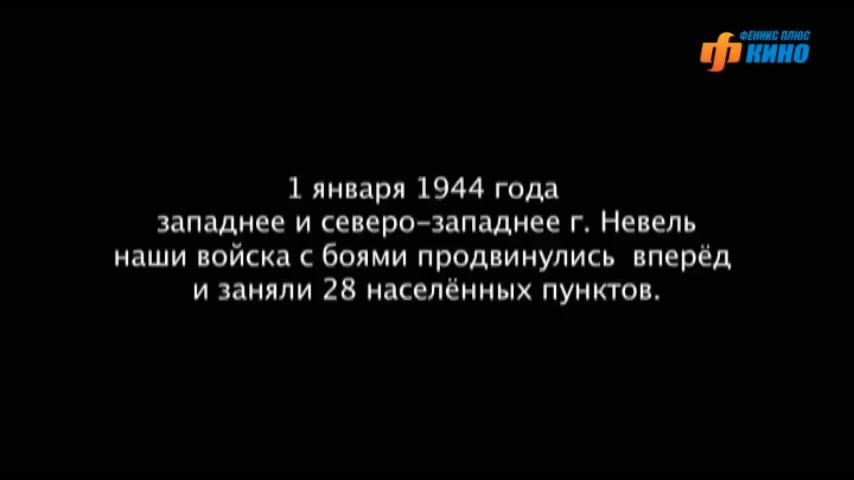 ФЕНИКС ПЛЮС
КИНО
1 января 1944 года
западнее и северо-западнее г. Невель
наши войска с боями продвинулись вперёд
и заняли 28 населённых пунктов.